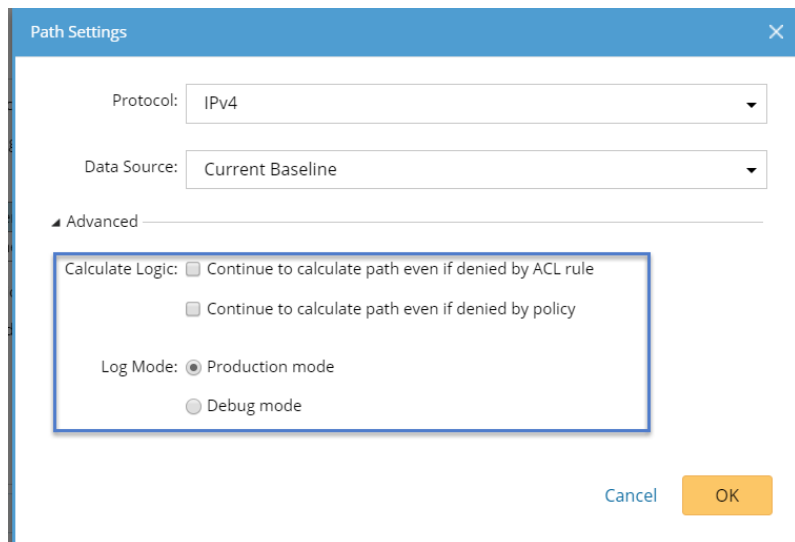 Path Settings
Protocol: IPv4
Data Source: Current Baseline
Advanced
Calculate Logic: Continue to calculate path even if denied by ACL rule
Continue to calculate path even if denied by policy
Log Mode: Production mode
Debug mode
Cancel OK